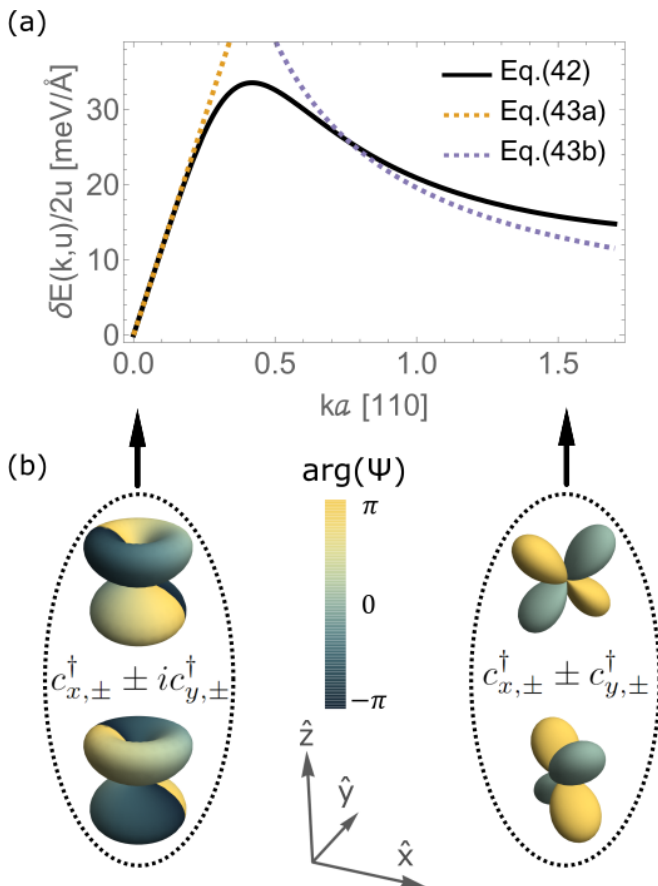 (a)
δE(k,u)/2u [meV/Å]
30
20
10
0
Eq.(42)
Eq.(43a)
Eq.(43b)
0.0 0.5 1.0 1.5
ka [110]
(b)
arg(Ψ)
π
0
-π
c†x,± ± ic†y,±
c†x,± ± c†y,±
ẑ
ŷ
x̂